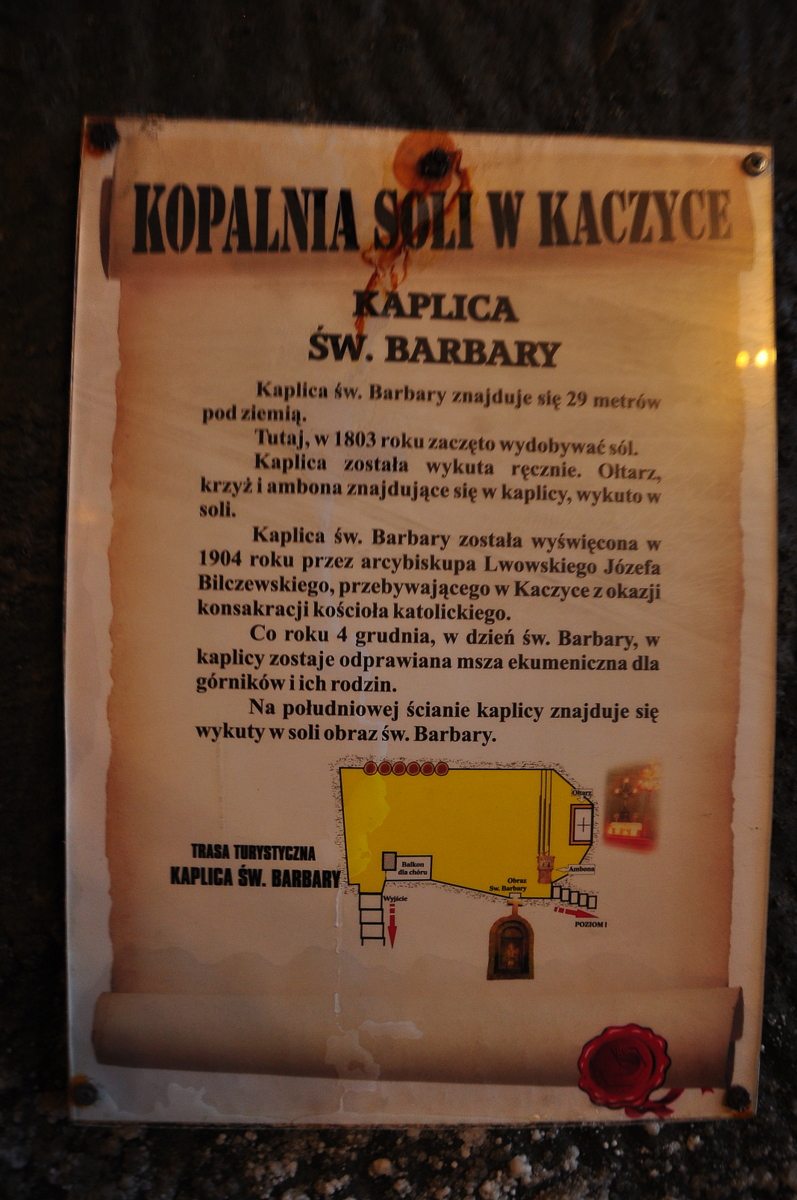 KOPALNIA SOLI W KACZYCE
KAPLICA
ŚW. BARBARY
Kaplica św. Barbary znajduje się 29 metrów
pod ziemią.
Tutaj, w 1803 roku zaczęto wydobywać sól.
Kaplica została wykuta ręcznie. Ołtarz,
krzyż i ambona znajdujące się w kaplicy, wykuto w
soli.
Kaplica św. Barbary została wyświęcona w
1904 roku przez arcybiskupa Lwowskiego Józefa
Bilczewskiego, przebywającego w Kaczyce z okazji
konsakracji kościoła katolickiego.
Co roku 4 grudnia, w dzień św. Barbary, w
kaplicy zostaje odprawiana msza ekumeniczna dla
górników i ich rodzin.
Na południowej ścianie kaplicy znajduje się
wykuty w soli obraz św. Barbary.
Ołtarz
TRASA TURYSTYCZNA
KAPLICA ŚW. BARBARY
Balkon
dla chóru
Ambona
Obraz
Św. Barbary
Wyjście
POZIOM I